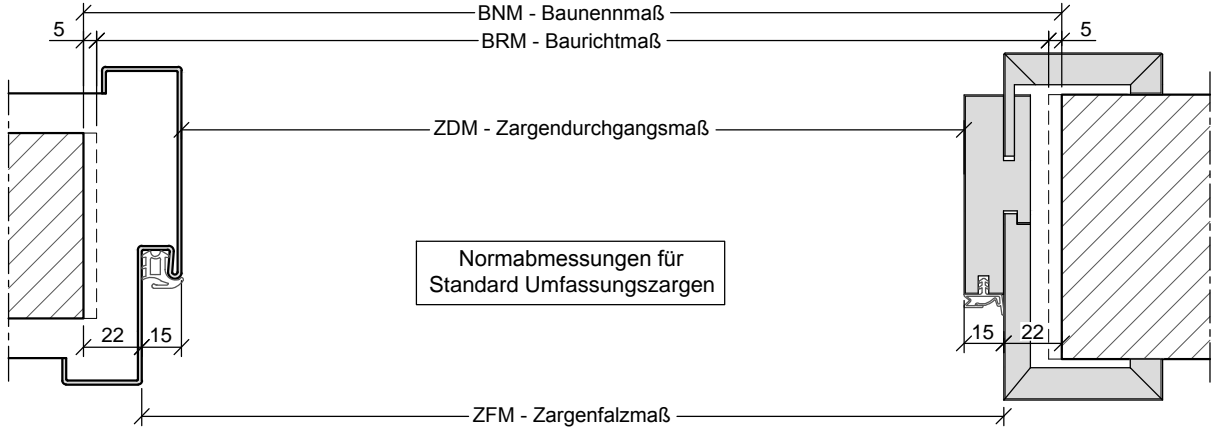 BNM - Baunennmaß
5
BRM - Baurichtmaß
5
ZDM - Zargendurchgangsmaß
Normabmessungen für
Standard Umfassungszargen
22
15
15
22
ZFM - Zargenfalzmaß